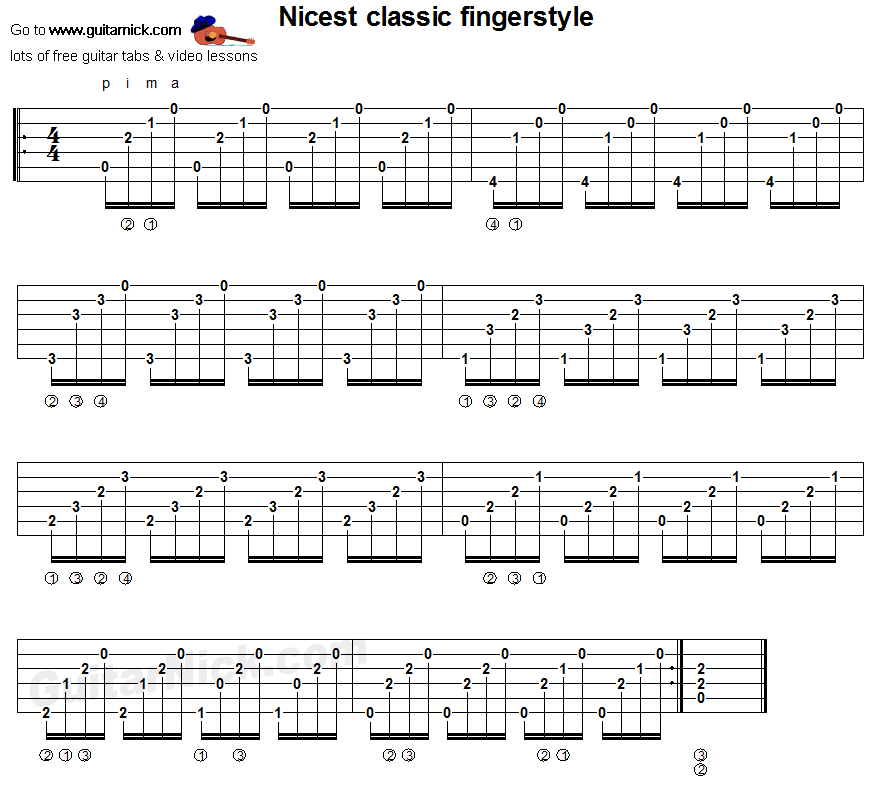 Nicest classic fingerstyle
Go to www.guitarnick.com
lots of free guitar tabs & video lessons
p i m a
0 0 0 0 0 0 0 0
1 1 1 1 0 0 0 0
4 2 2 2 2 1 1 1 1
4
0 0 0 0
4 4 4 4
② ① ④ ①
0 0 0 0
3 3 3 3 3 3 3 3
3 3 3 3 2 2 2 2
3 3 3 3
3 3 3 3 1 1 1 1
② ③ ④ ① ③ ② ④
3 3 3 3 1 1 1 1
2 2 2 2 2 2 2 2
3 3 3 3 2 2 2 2
2 2 2 2 0 0 0 0
① ③ ② ④ ② ③ ①
GuitarNick.com
0 0 0 0 0 0 0 0
2 2 2 2 2 2 1 1 2
1 1 0 0 2 2 2 2 2
0
2 2 1 1 0 0 0 0
② ① ③ ① ③ ② ③ ② ① ③
②